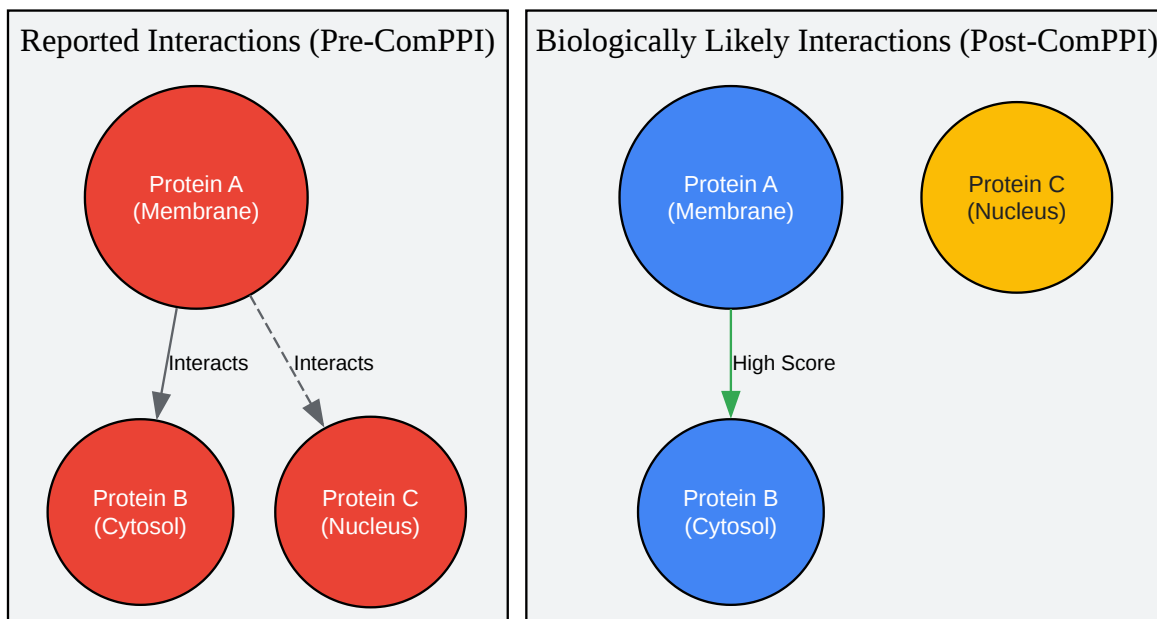 Reported Interactions (Pre-ComPPI)
Protein A
(Membrane)
Interacts
Interacts
Protein B
(Cytosol)
Protein C
(Nucleus)
Biologically Likely Interactions (Post-ComPPI)
Protein A
(Membrane)
Protein C
(Nucleus)
High Score
Protein B
(Cytosol)